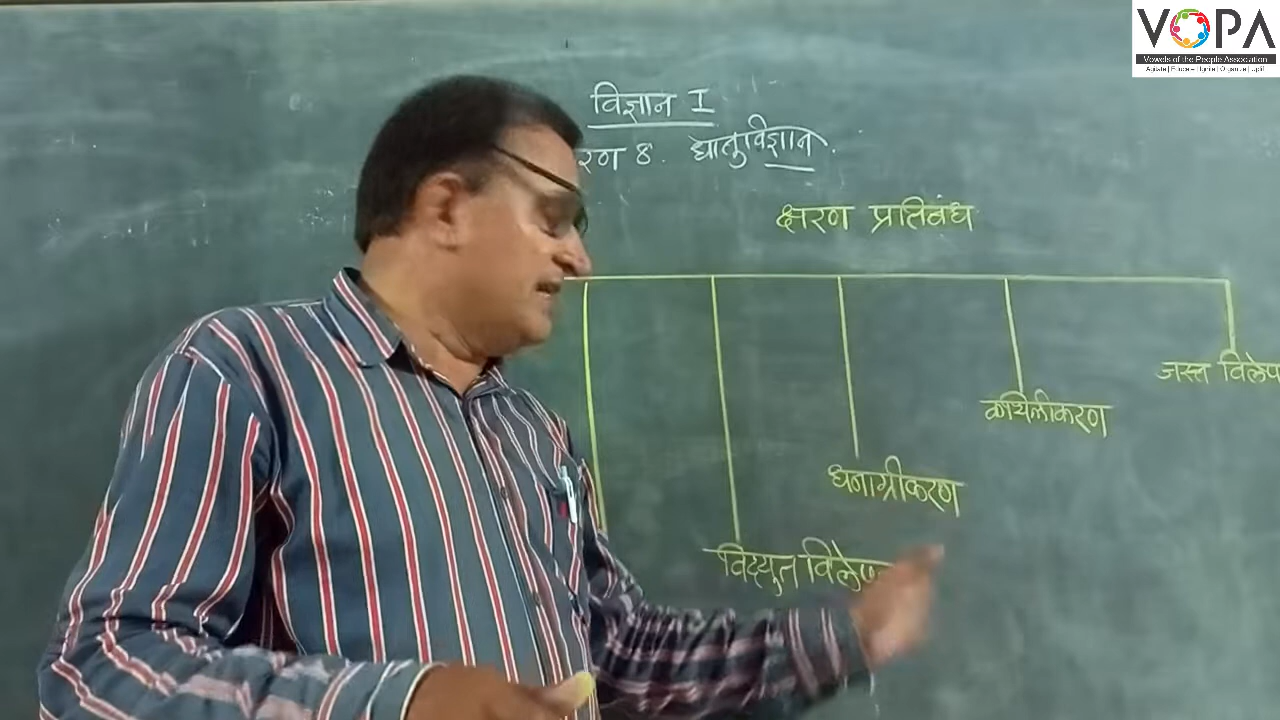 VOPA
Vowels of the People Association
विज्ञान I
रण 8. धातुविज्ञान.
क्षरण प्रतिबंध
जस्त विलेप
कथिलीकरण
धनाग्रीकरण
विद्युत विलेप